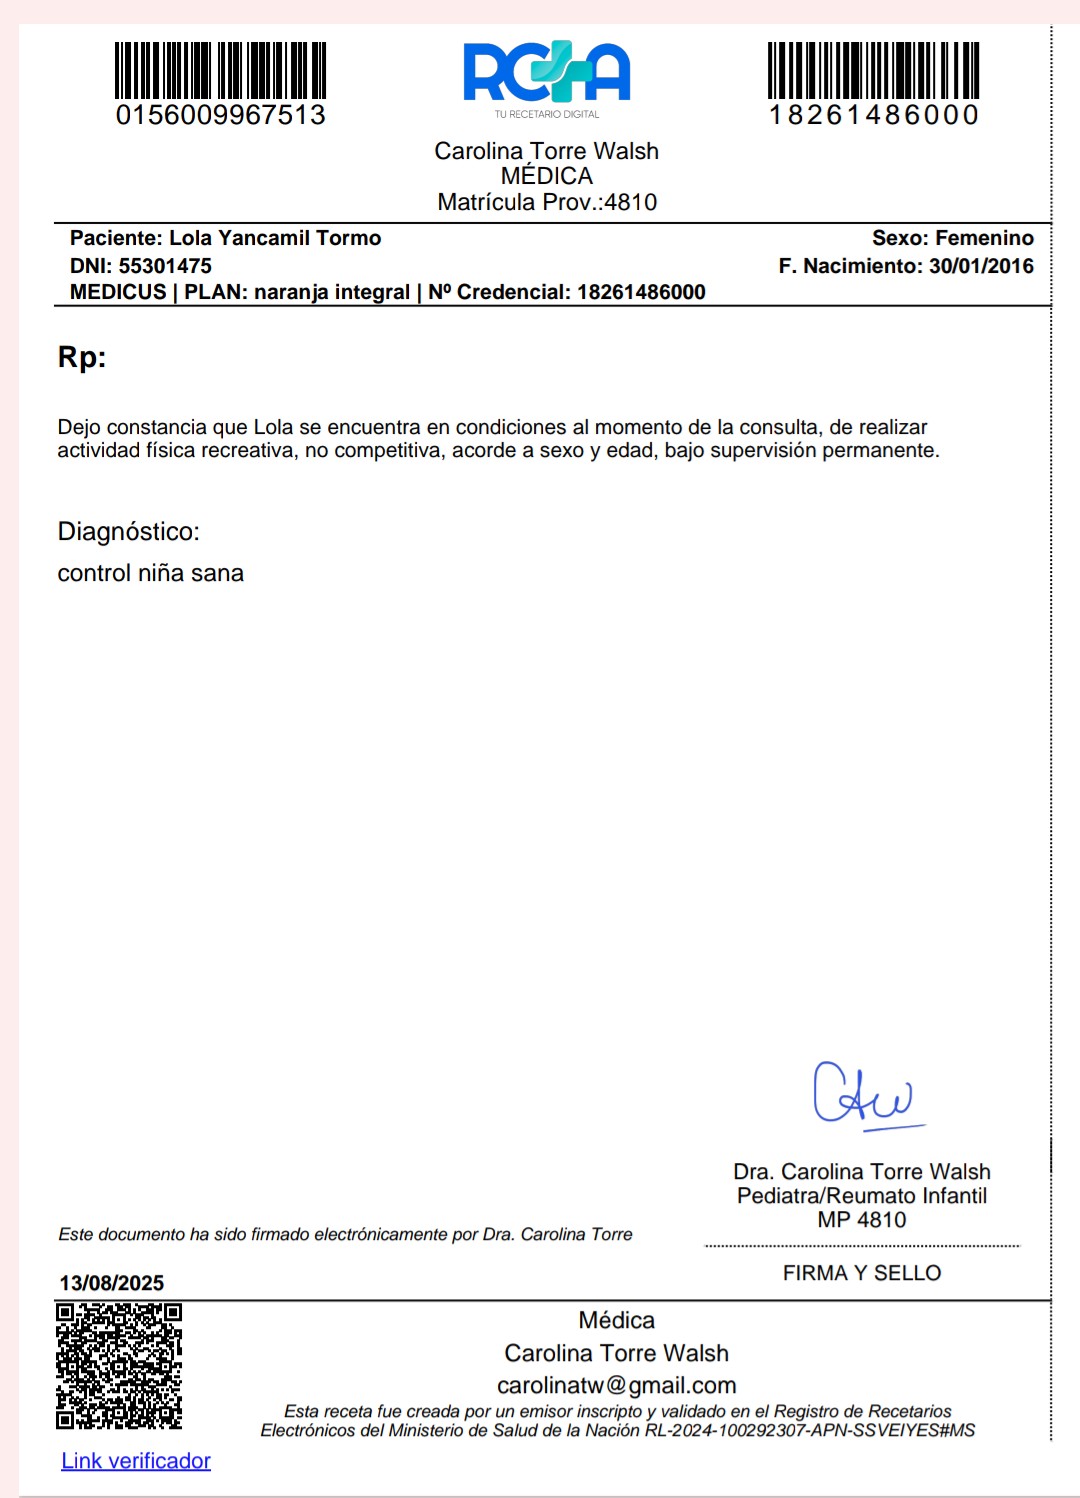 0156009967513
RCTA
TU RECETARIO DIGITAL
18261486000
Carolina Torre Walsh
MÉDICA
Matrícula Prov.:4810
Paciente: Lola Yancamil Tormo
Sexo: Femenino
DNI: 55301475
F. Nacimiento: 30/01/2016
MEDICUS | PLAN: naranja integral | Nº Credencial: 18261486000
Rp:
Dejo constancia que Lola se encuentra en condiciones al momento de la consulta, de realizar
actividad física recreativa, no competitiva, acorde a sexo y edad, bajo supervisión permanente.
Diagnóstico:
control niña sana
Dra. Carolina Torre Walsh
Pediatra/Reumato Infantil
MP 4810
Este documento ha sido firmado electrónicamente por Dra. Carolina Torre
FIRMA Y SELLO
13/08/2025
Médica
Carolina Torre Walsh
carolinatw@gmail.com
Esta receta fue creada por un emisor inscripto y validado en el Registro de Recetarios
Electrónicos del Ministerio de Salud de la Nación RL-2024-100292307-APN-SSVEIYES#MS
Link verificador